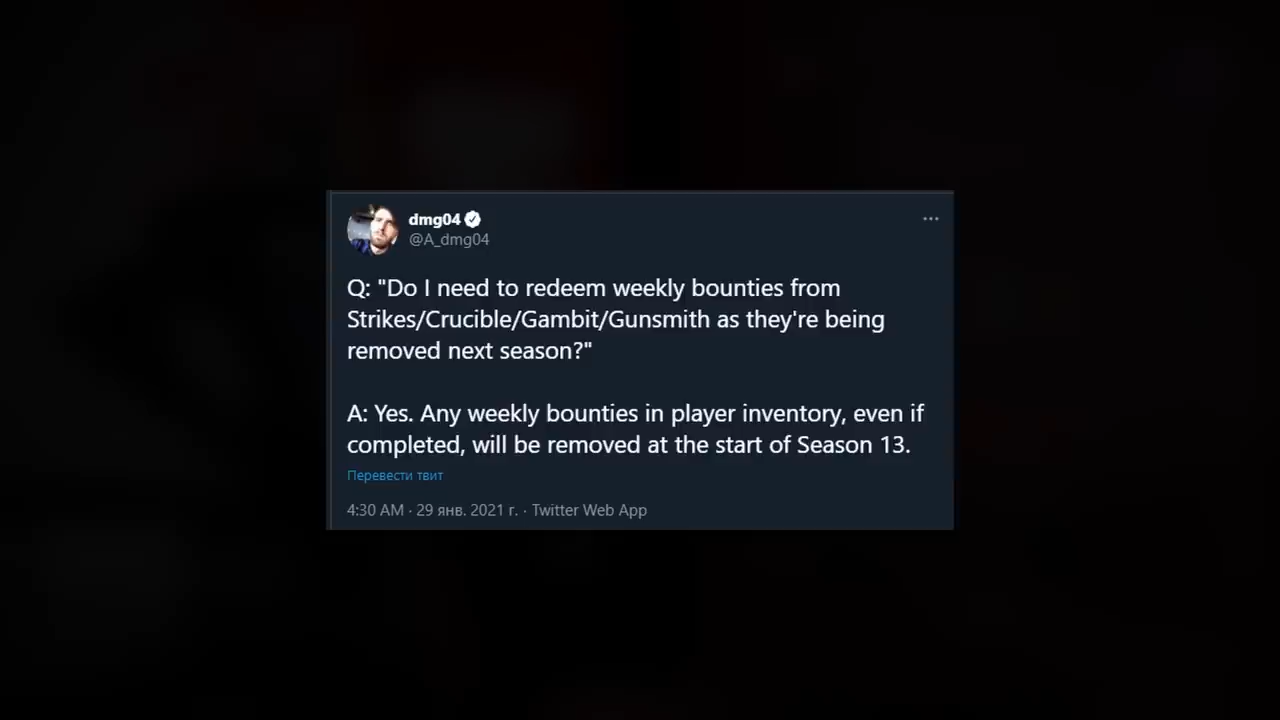 dmg04
@A_dmg04
Q: "Do I need to redeem weekly bounties from
Strikes/Crucible/Gambit/Gunsmith as they're being
removed next season?"
A: Yes. Any weekly bounties in player inventory, even if
completed, will be removed at the start of Season 13.
Перевести твит
4:30 AM · 29 янв. 2021 г. · Twitter Web App